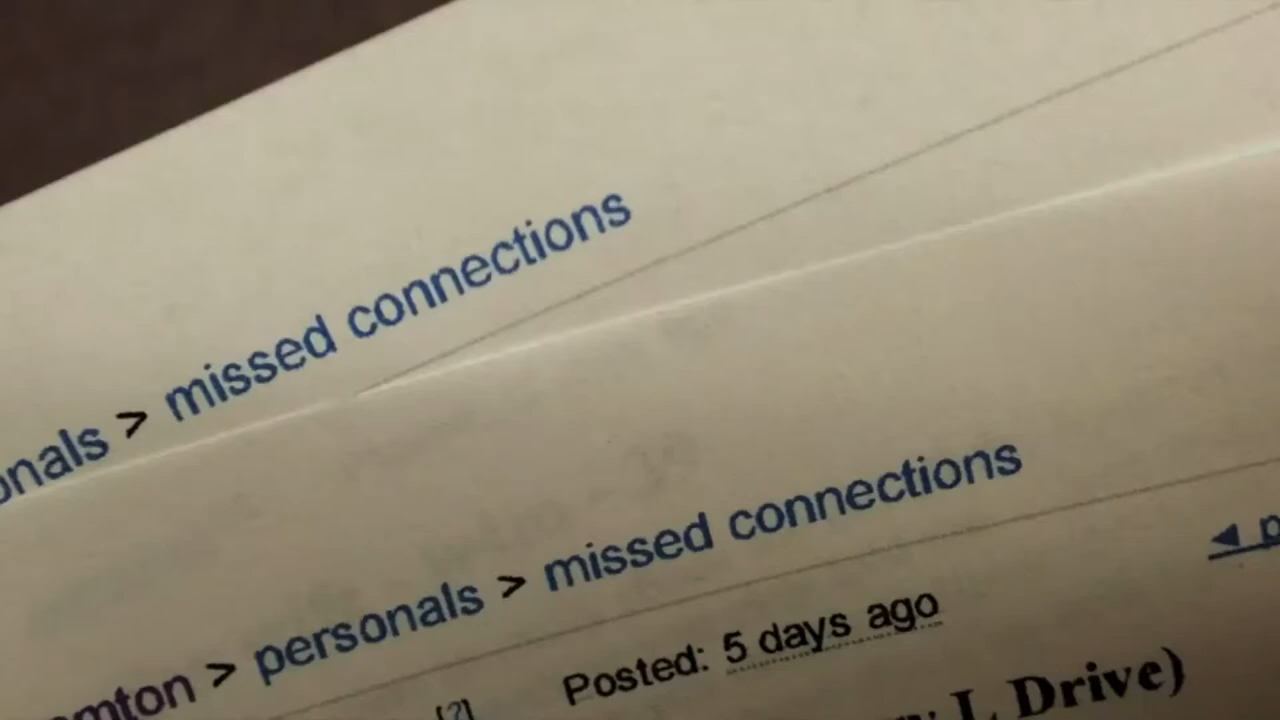 onals > missed connections
mton > personals > missed connections
◄ p
[?] Posted: 5 days ago
L Drive)